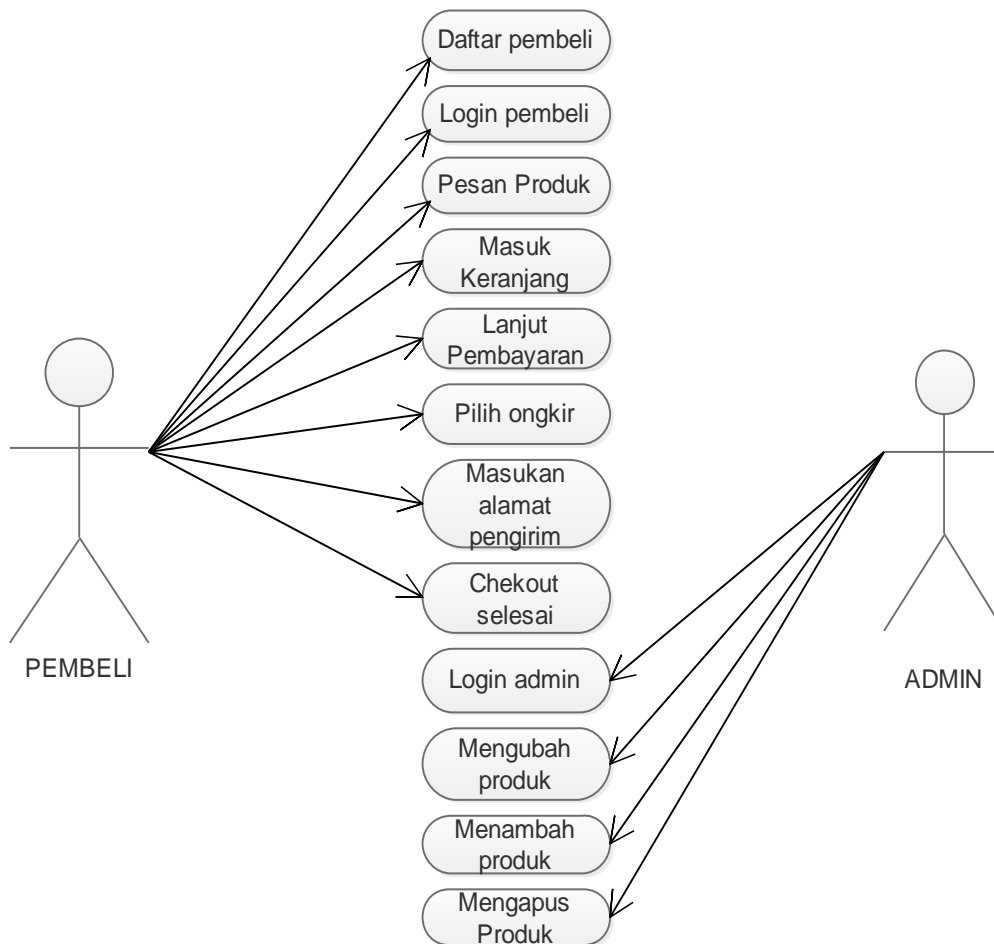 Daftar pembeli
Login pembeli
Pesan Produk
Masuk
Keranjang
Lanjut
Pembayaran
Pilih ongkir
Masukan
alamat
pengirim
Chekout
selesai
PEMBELI
Login admin
ADMIN
Mengubah
produk
Menambah
produk
Mengapus
Produk